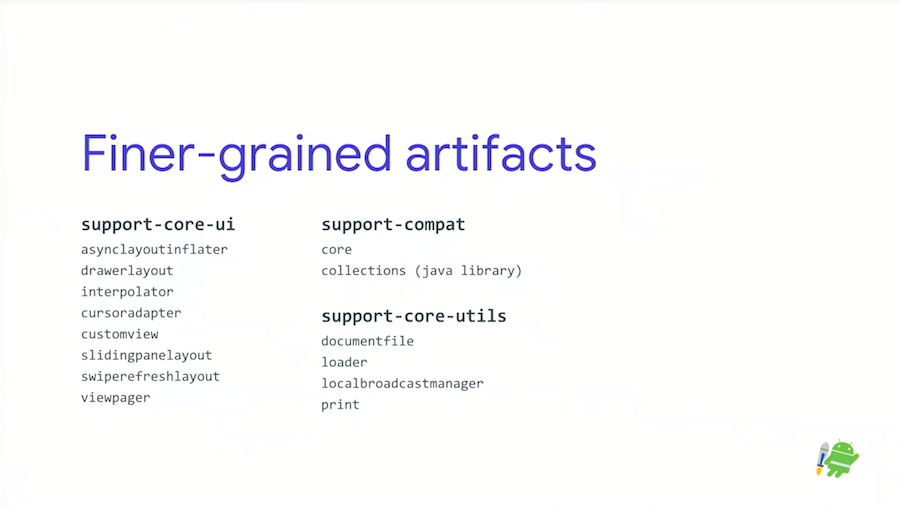 Finer-grained artifacts
support-core-ui
asynclayoutinflater
drawerlayout
interpolator
cursoradapter
customview
slidingpanelayout
swiperefreshlayout
viewpager
support-compat
core
collections (java library)
support-core-utils
documentfile
loader
localbroadcastmanager
print